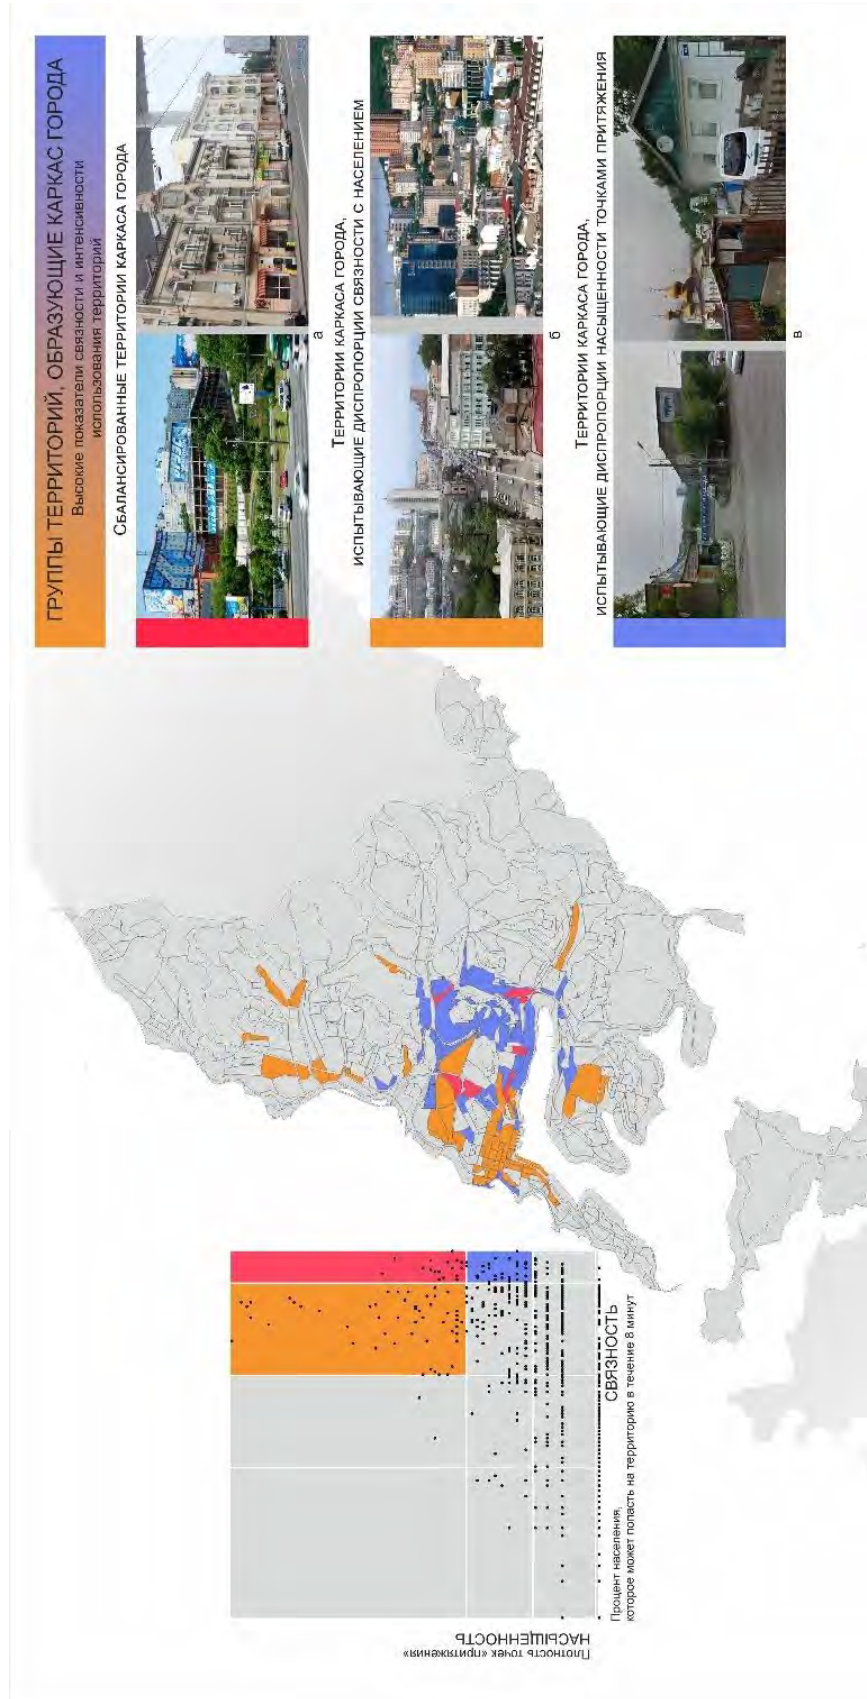 ГРУППЫ ТЕРРИТОРИЙ, ОБРАЗУЮЩИЕ КАРКАС ГОРОДА
Высокие показатели связности и интенсивности
использования территорий
Сбалансированные территории каркаса города
а
Территории каркаса города,
испытывающие диспропорции связности с населением
б
Территории каркаса города,
испытывающие диспропорции насыщенности точками притяжения
в
НАСЫЩЕННОСТЬ
Плотность точек «притяжения»
СВЯЗНОСТЬ
Процент населения,
которое может попасть на территорию в течение 8 минут